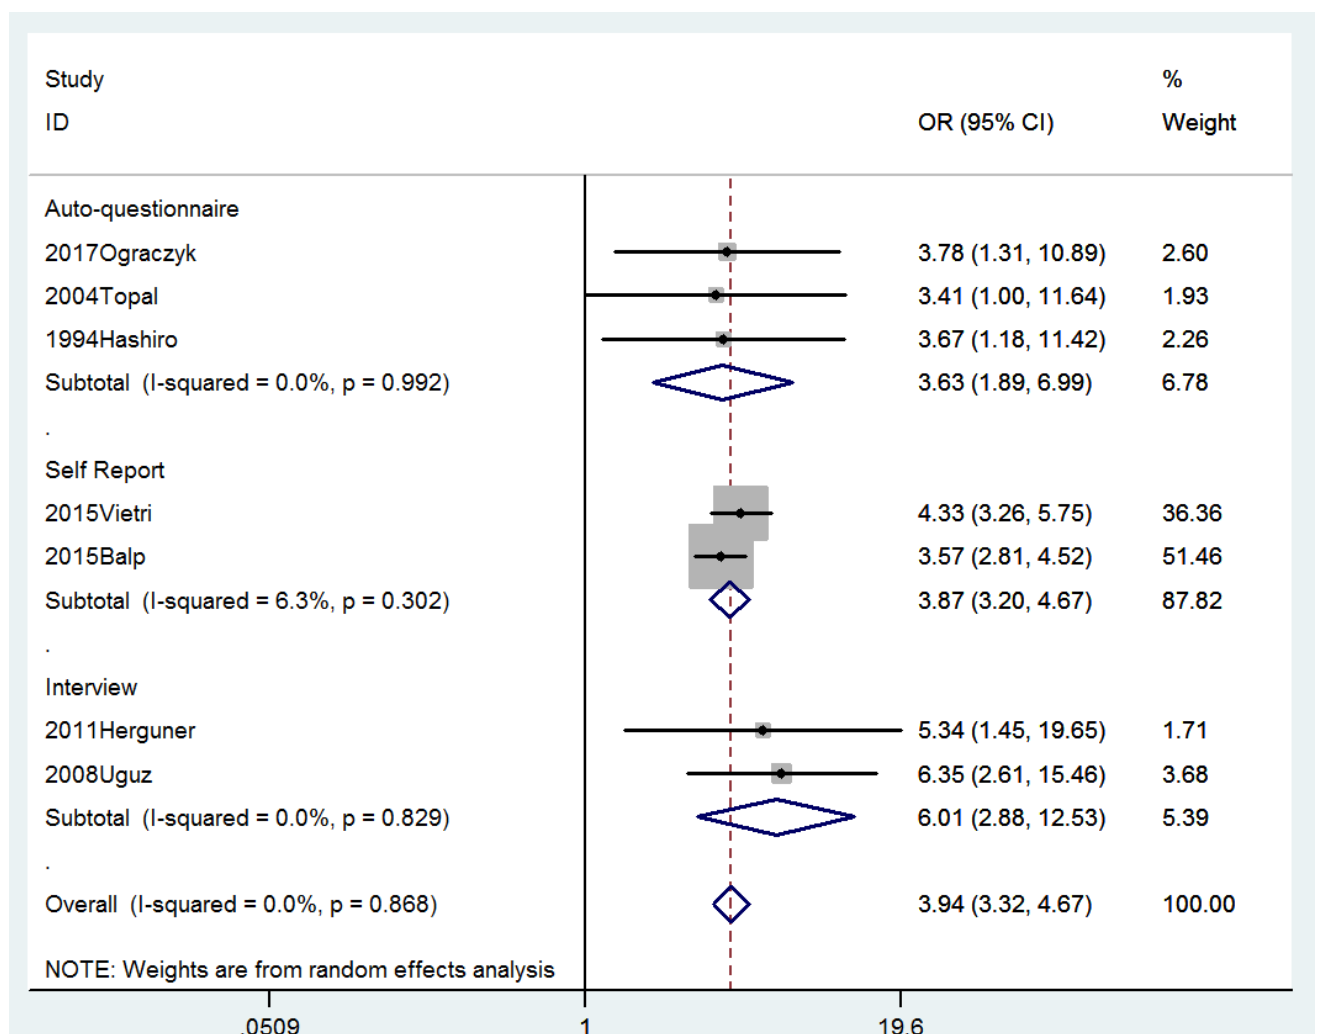 Study %
ID OR (95% CI) Weight
Auto-questionnaire
2017Ograczyk 3.78 (1.31, 10.89) 2.60
2004Topal 3.41 (1.00, 11.64) 1.93
1994Hashiro 3.67 (1.18, 11.42) 2.26
Subtotal (I-squared = 0.0%, p = 0.992) 3.63 (1.89, 6.99) 6.78
.
Self Report
2015Vietri 4.33 (3.26, 5.75) 36.36
2015Balp 3.57 (2.81, 4.52) 51.46
Subtotal (I-squared = 6.3%, p = 0.302) 3.87 (3.20, 4.67) 87.82
.
Interview
2011Herguner 5.34 (1.45, 19.65) 1.71
2008Uguz 6.35 (2.61, 15.46) 3.68
Subtotal (I-squared = 0.0%, p = 0.829) 6.01 (2.88, 12.53) 5.39
.
Overall (I-squared = 0.0%, p = 0.868) 3.94 (3.32, 4.67) 100.00
NOTE: Weights are from random effects analysis
.0509 1 19.6